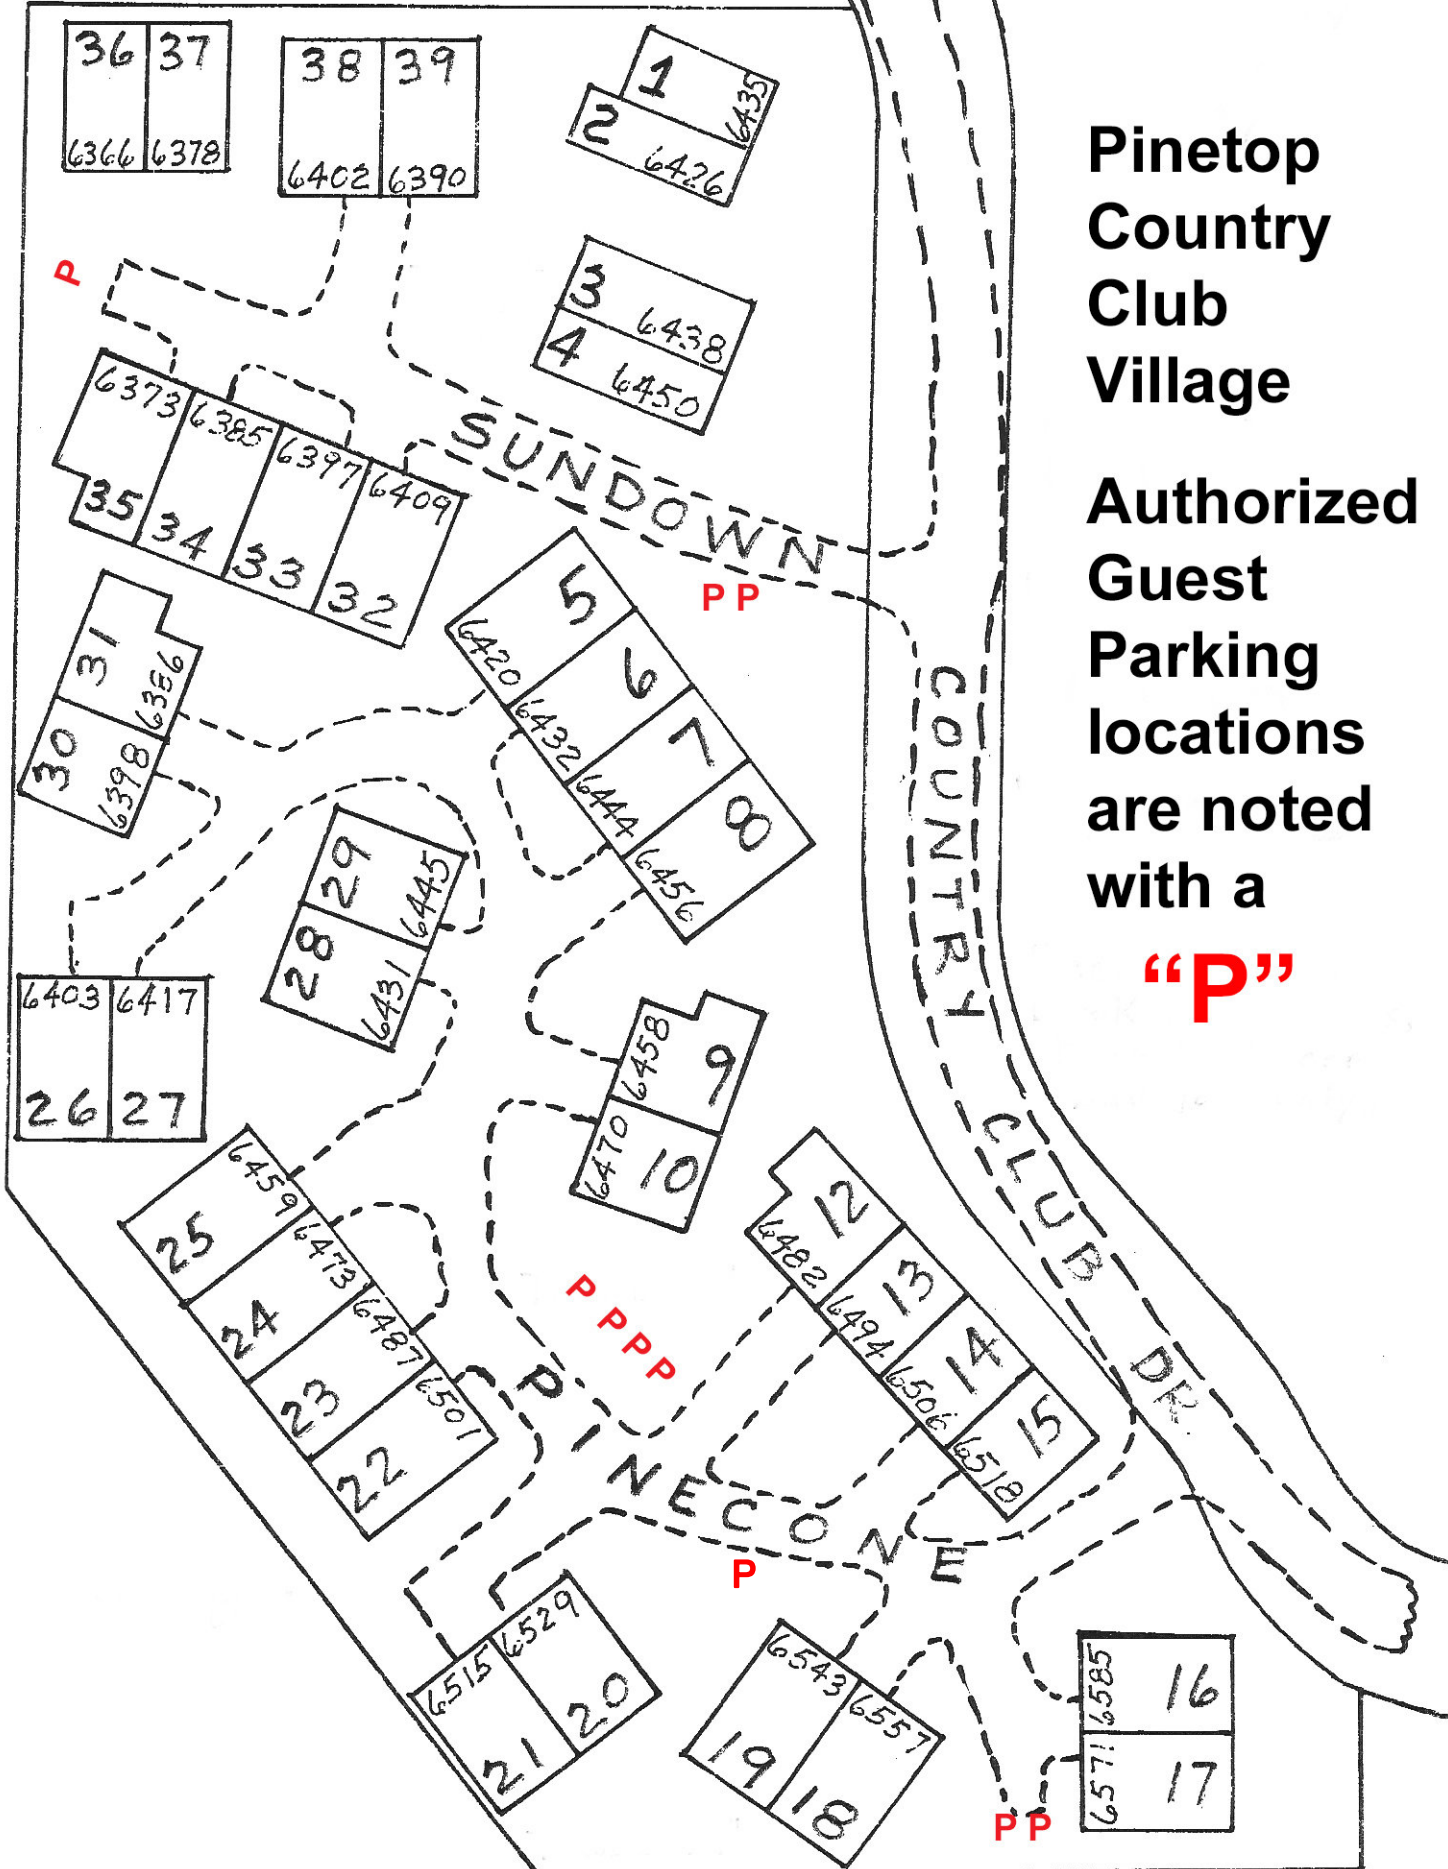 36 37
6366 6378
38 39
6402 6390
1
6435
2
6426
3
6438
4
6450
Pinetop
Country
Club
Village
Authorized
Guest
Parking
locations
are noted
with a
“P”
P
6373 6385 6397 6409
35 34 33 32
SUNDOWN
P P
31
6386
30
6398
5 6 7 8
6420 6432 6444 6456
COUNTRY
CLUB
DR
29
6445
28
6431
6403 6417
26 27
6458 9
6470 10
12 13 14 15
6482 6494 6506 6518
6459 6473 6487 6501
25 24 23 22
P P P P
PINECONE
P
6515 6529
21 20
6543 6557
19 18
6585 16
6571 17
P P